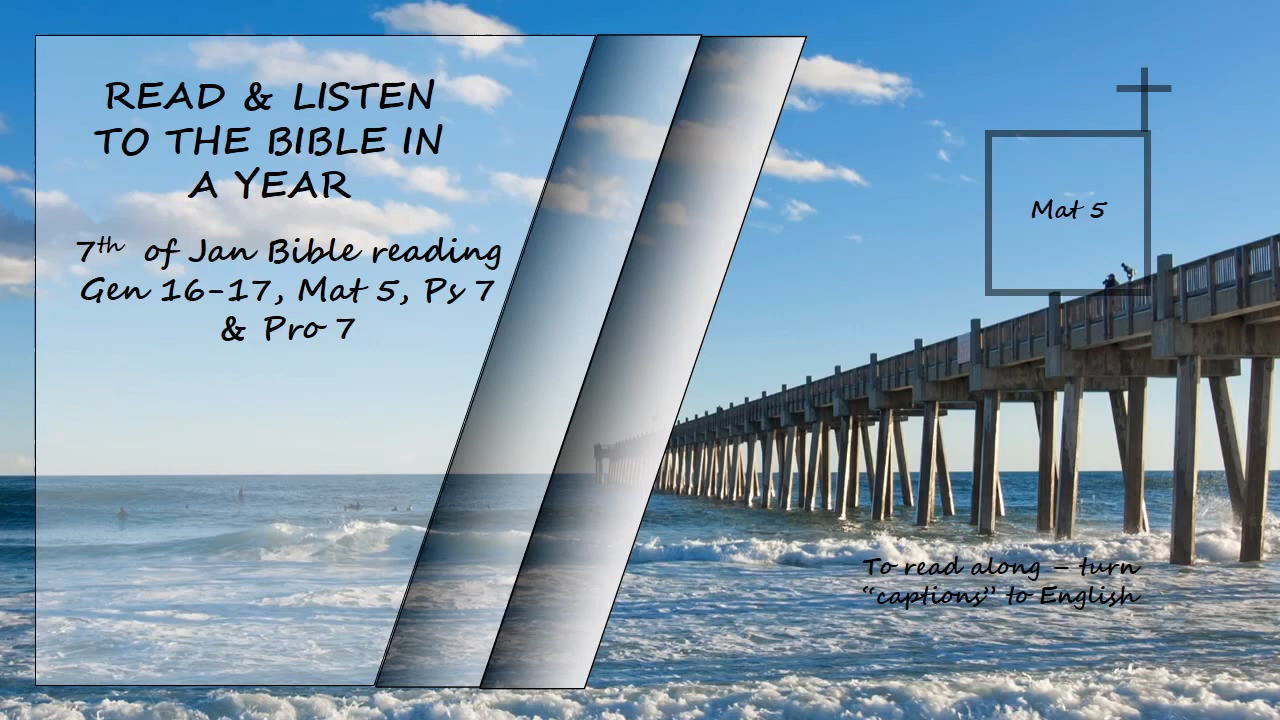 READ & LISTEN
TO THE BIBLE IN
A YEAR
7th of Jan Bible reading
Gen 16-17, Mat 5, Ps 7
& Pro 7
Mat 5
To read along – turn
“captions” to English